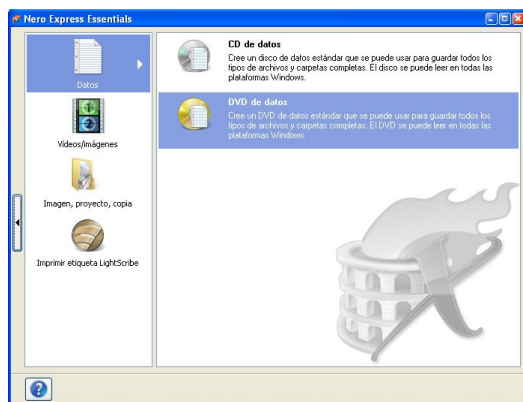 Nero Express Essentials
Datos
Vídeos/imágenes
Imagen, proyecto, copia
Imprimir etiqueta LightScribe
CD de datos
Cree un disco de datos estándar que se puede usar para guardar todos los
tipos de archivos y carpetas completas. El disco se puede leer en todas las
plataformas Windows.
DVD de datos
Cree un DVD de datos estándar que se puede usar para guardar todos los
tipos de archivos y carpetas completas. El DVD se puede leer en todas las
plataformas Windows.